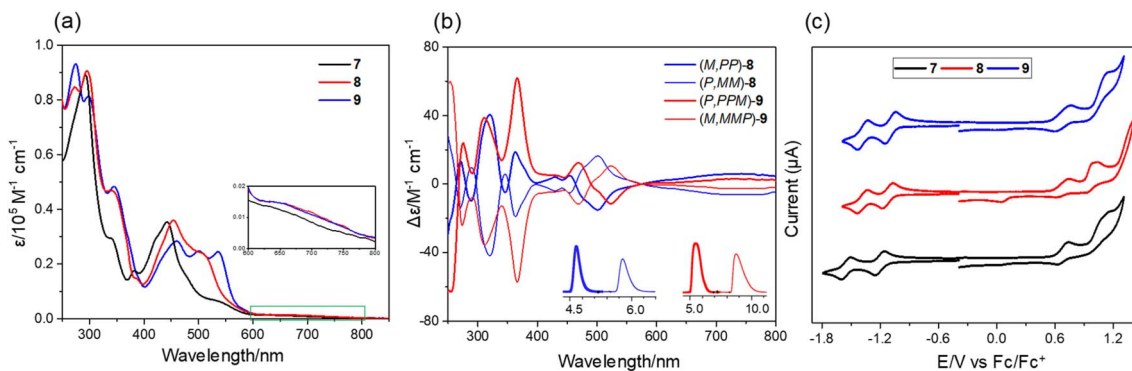 (a)
ε/10⁵ M⁻¹ cm⁻¹
1.0
0.8
0.6
0.4
0.2
0.0
7
8
9
0.02
0.01
0.00
600 650 700 750 800
300 400 500 600 700 800
Wavelength/nm
(b)
Δε/M⁻¹ cm⁻¹
80
40
0
-40
-80
(M,PP)-8
(P,MM)-8
(P,PPM)-9
(M,MMP)-9
4.5 6.0
5.0 10.0
300 400 500 600 700 800
Wavelength/nm
(c)
7 8 9
Current (μA)
-1.8 -1.2 -0.6 0.0 0.6 1.2
E/V vs Fc/Fc⁺